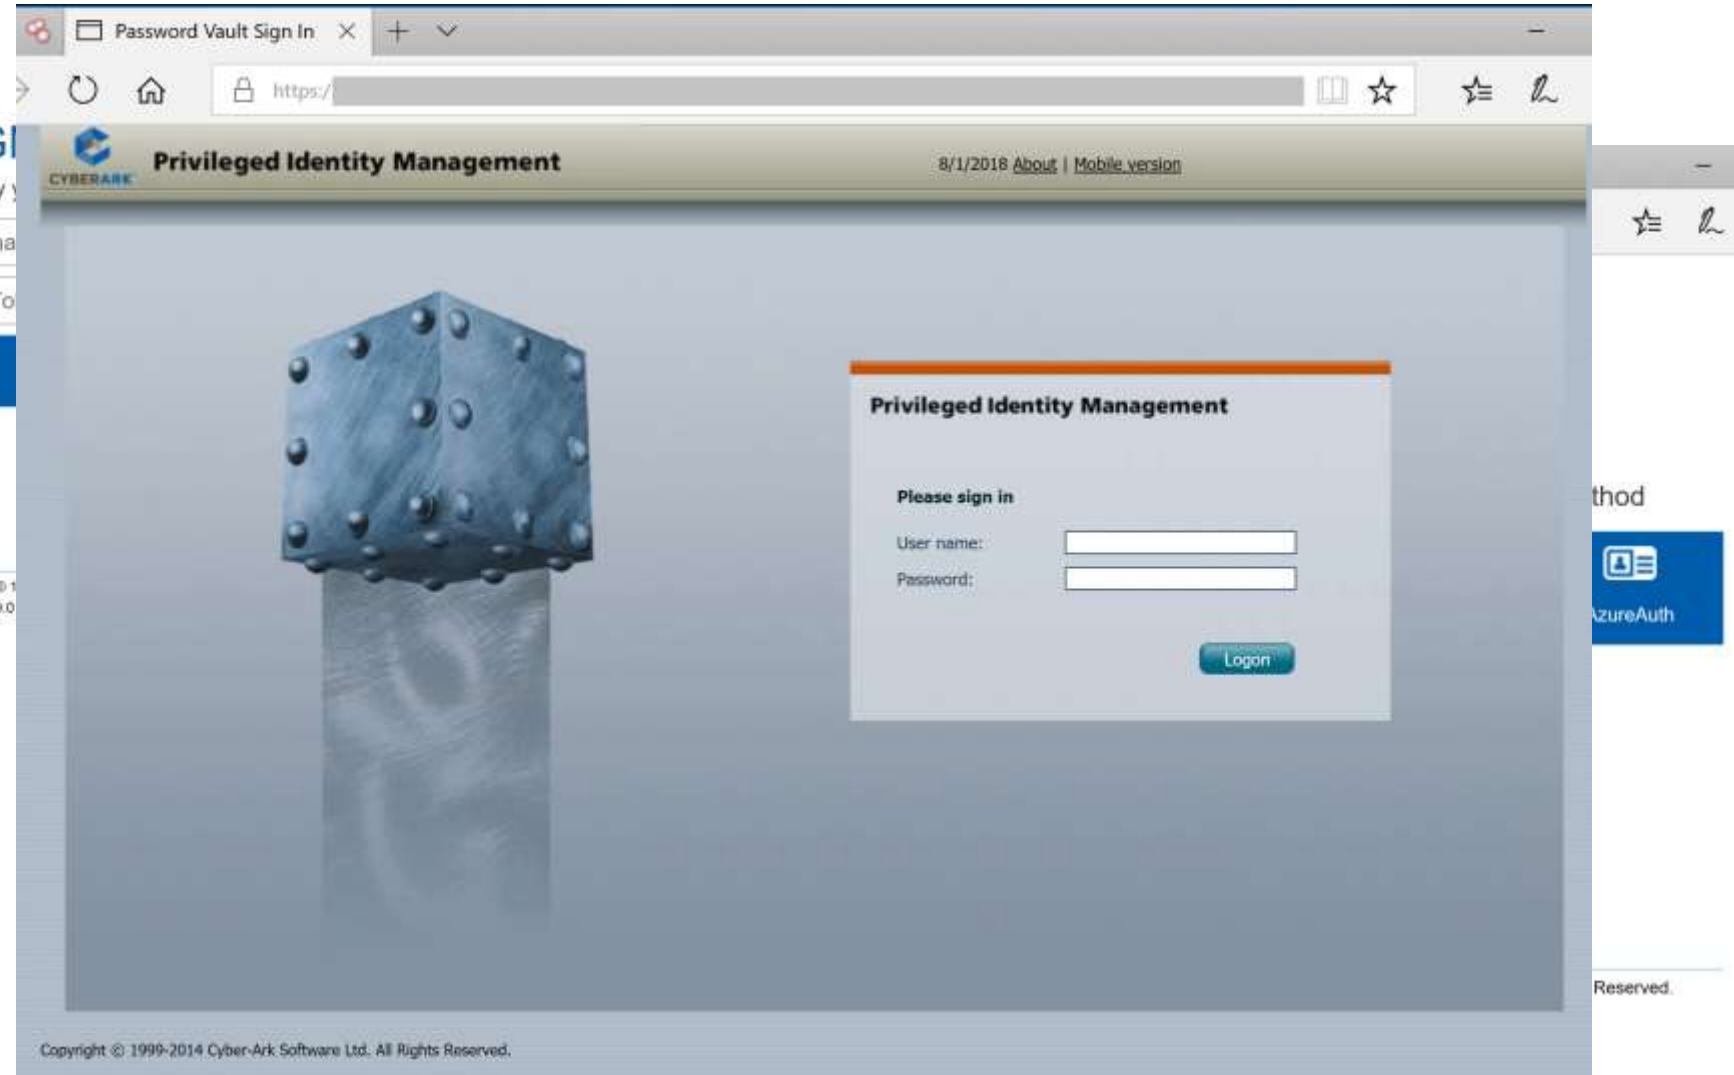 Password Vault Sign In
https:/
CYBERARK
Privileged Identity Management
8/1/2018 About | Mobile version
Privileged Identity Management
Please sign in
User name:
Password:
Logon
thod
AzureAuth
Reserved.
Copyright © 1999-2014 Cyber-Ark Software Ltd. All Rights Reserved.